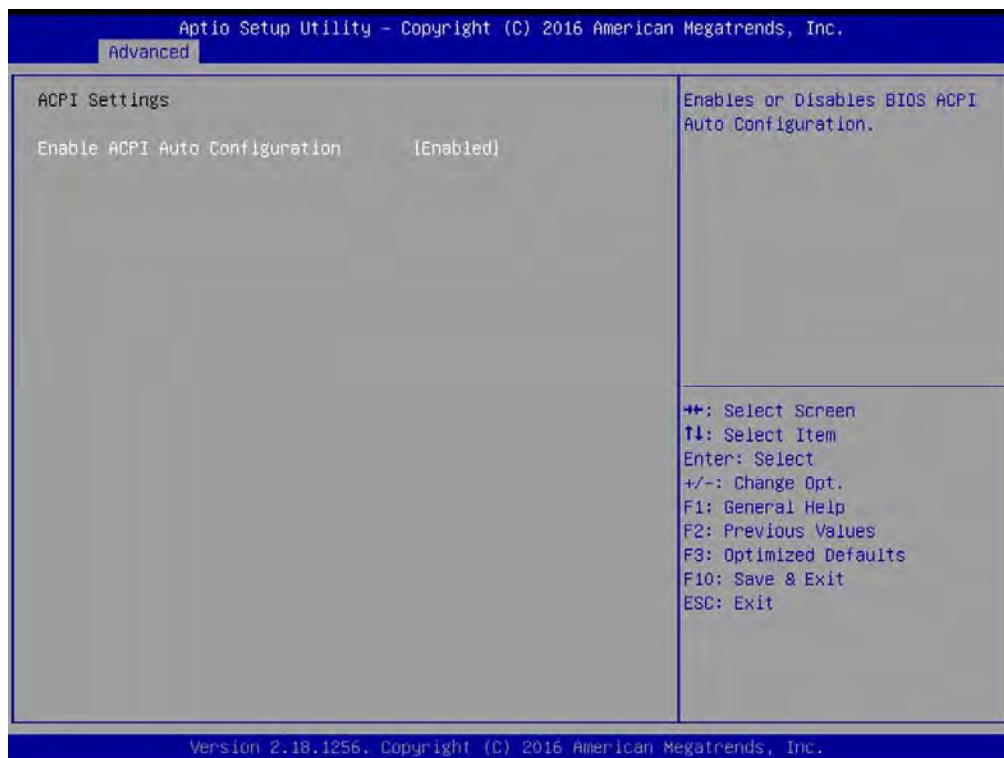 Aptio Setup Utility – Copyright (C) 2016 American Megatrends, Inc.
Advanced
ACPI Settings
Enable ACPI Auto Configuration [Enabled]
Enables or Disables BIOS ACPI
Auto Configuration.
→←: Select Screen
↑↓: Select Item
Enter: Select
+/-: Change Opt.
F1: General Help
F2: Previous Values
F3: Optimized Defaults
F10: Save & Exit
ESC: Exit
Version 2.18.1256. Copyright (C) 2016 American Megatrends, Inc.